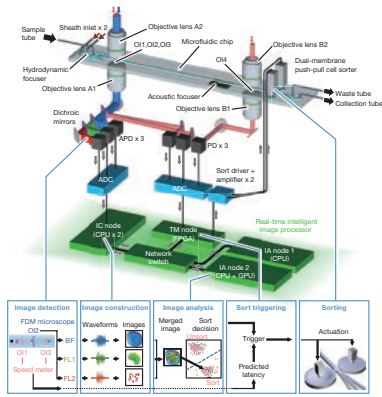 Sample
tube
Sheath inlet x 2
Objective lens A2
OI1,OI2,OI3
Microfluidic chip
Objective lens B2
OI4
Dual-membrane
push-pull cell sorter
Hydrodynamic
focuser
Objective lens A1
Acoustic focuser
Objective lens B1
Waste tube
Collection tube
Dichroic
mirrors
APD x 3
PD x 3
ADC
ADC
Sort driver +
amplifier x 2
Real-time intelligent
image processor
IC node
(CPU x 2)
TM node
(FPGA)
IA node 1
(CPU)
Network
switch
IA node 2
(CPU + GPU)
Image detection
FDM microscope
OI2
OI1
OI3
Speed meter
BF
FL1
FL2
Image construction
Waveforms
Images
Image analysis
Merged
image
Sort
decision
Unsort
Sort
Sort triggering
Trigger
Predicted
latency
Sorting
Actuation